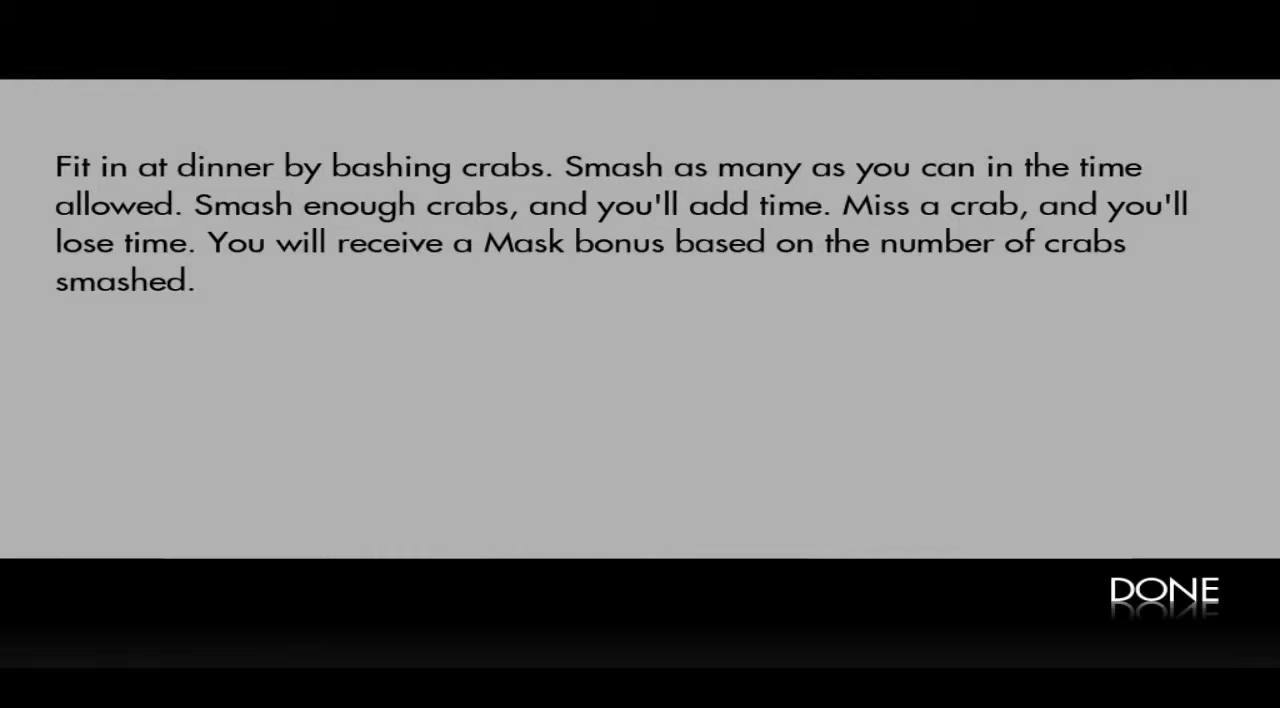 Fit in at dinner by bashing crabs. Smash as many as you can in the time
allowed. Smash enough crabs, and you'll add time. Miss a crab, and you'll
lose time. You will receive a Mask bonus based on the number of crabs
smashed.
DONE